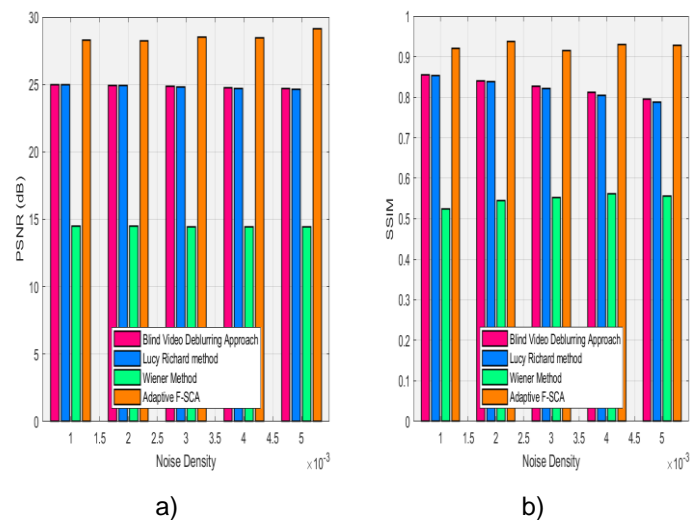 30
25
20
15
10
5
0
PSNR (dB)
Blind Video Deblurring Approach
Lucy Richard method
Wiener Method
Adaptive F-SCA
1 1.5 2 2.5 3 3.5 4 4.5 5
Noise Density
×10⁻³
a)
1
0.9
0.8
0.7
0.6
0.5
0.4
0.3
0.2
0.1
0
SSIM
Blind Video Deblurring Approach
Lucy Richard method
Wiener Method
Adaptive F-SCA
1 1.5 2 2.5 3 3.5 4 4.5 5
Noise Density
×10⁻³
b)